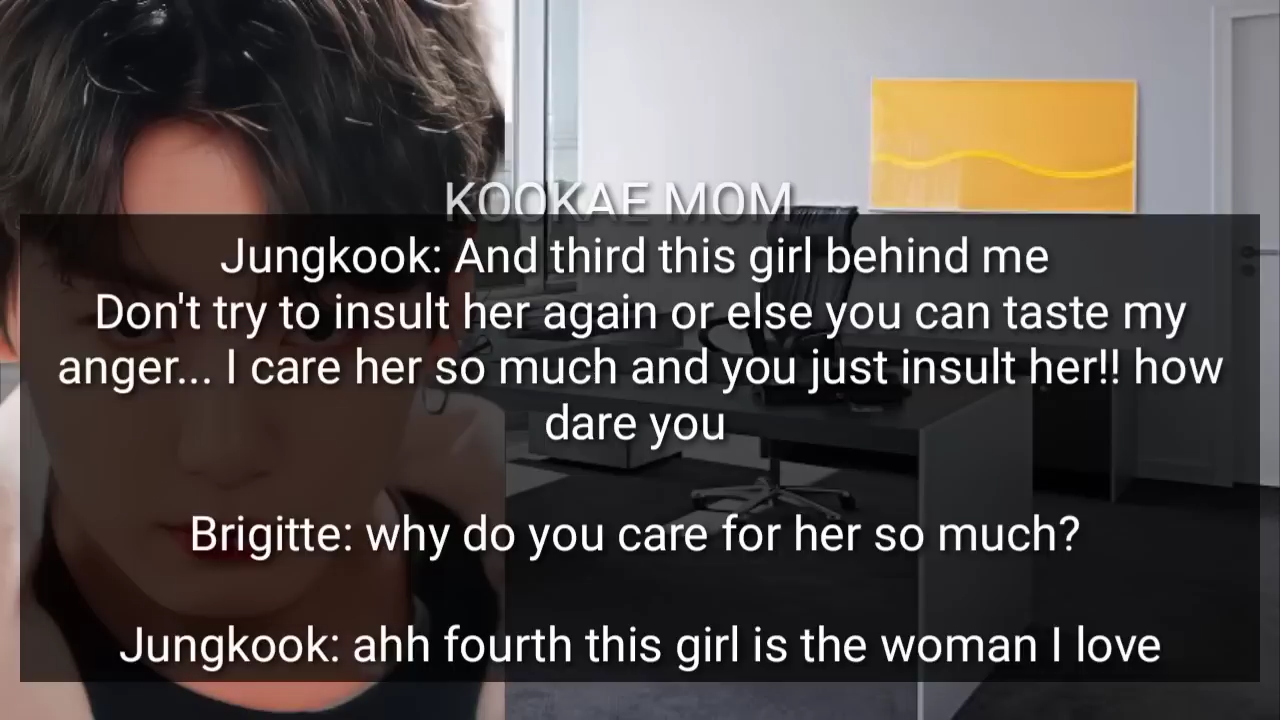 KOOKAE MOM
Jungkook: And third this girl behind me
Don't try to insult her again or else you can taste my
anger... I care her so much and you just insult her!! how
dare you
Brigitte: why do you care for her so much?
Jungkook: ahh fourth this girl is the woman I love